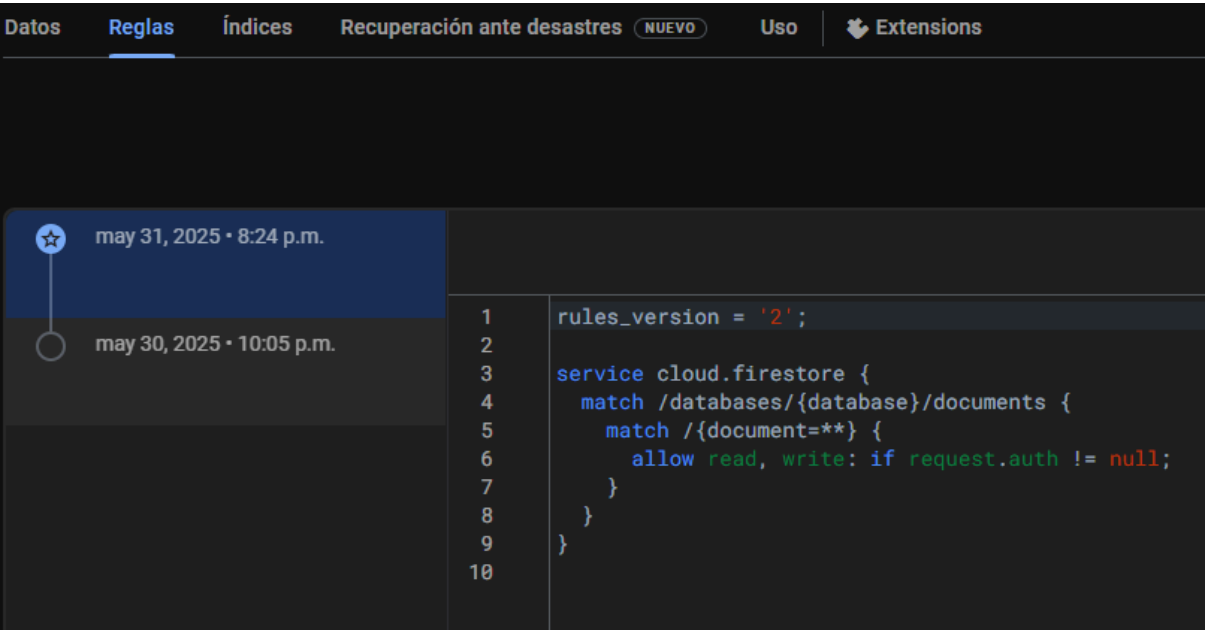 Datos Reglas Índices Recuperación ante desastres NUEVO Uso Extensions
may 31, 2025 • 8:24 p.m.
may 30, 2025 • 10:05 p.m.
1 rules_version = '2';
2
3 service cloud.firestore {
4 match /databases/{database}/documents {
5 match /{document=**} {
6 allow read, write: if request.auth != null;
7 }
8 }
9 }
10